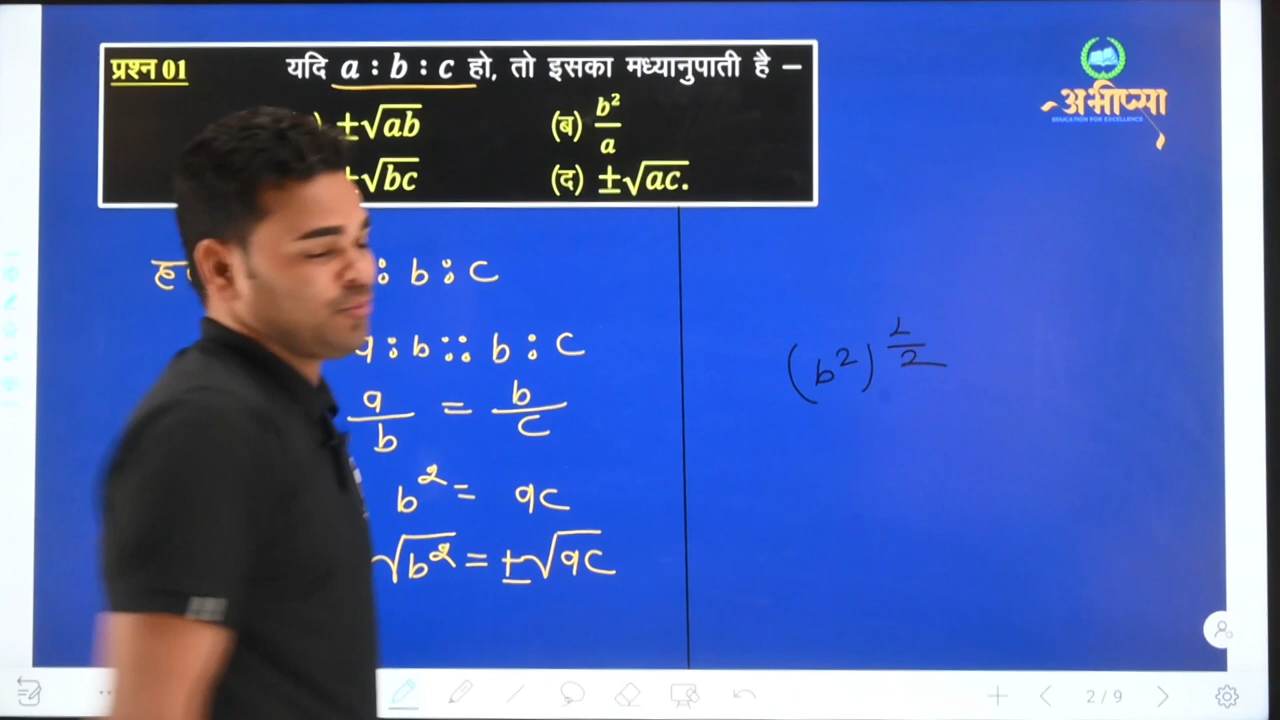 प्रश्न 01 यदि a : b : c हो, तो इसका मध्यानुपाती है –
) ±√ab (ब) b²/a
±√bc (द) ±√ac.
अभीप्सा
EDUCATION FOR EXCELLENCE
: b : c
a : b :: b : c
a/b = b/c
b² = ac
√b² = ±√ac
(b²)^1/2
2/9